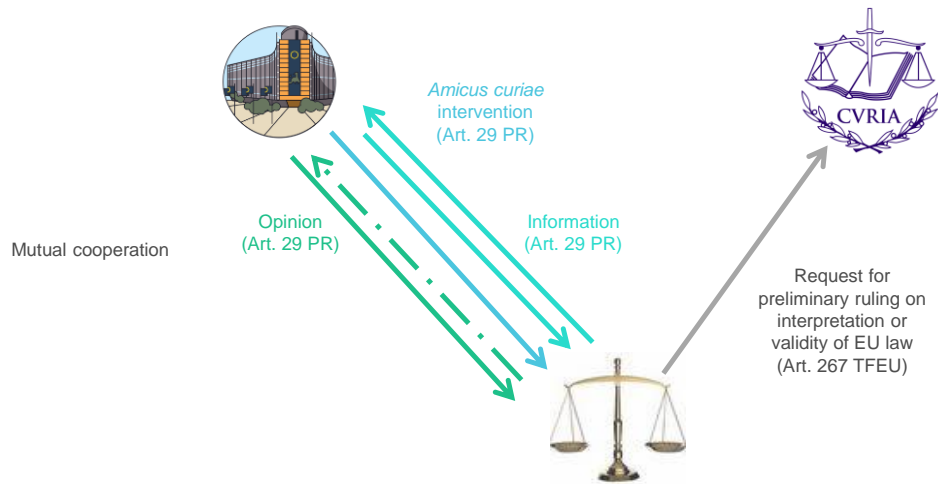 Amicus curiae
intervention
(Art. 29 PR)
CVRIA
Opinion
(Art. 29 PR)
Information
(Art. 29 PR)
Mutual cooperation
Request for
preliminary ruling on
interpretation or
validity of EU law
(Art. 267 TFEU)